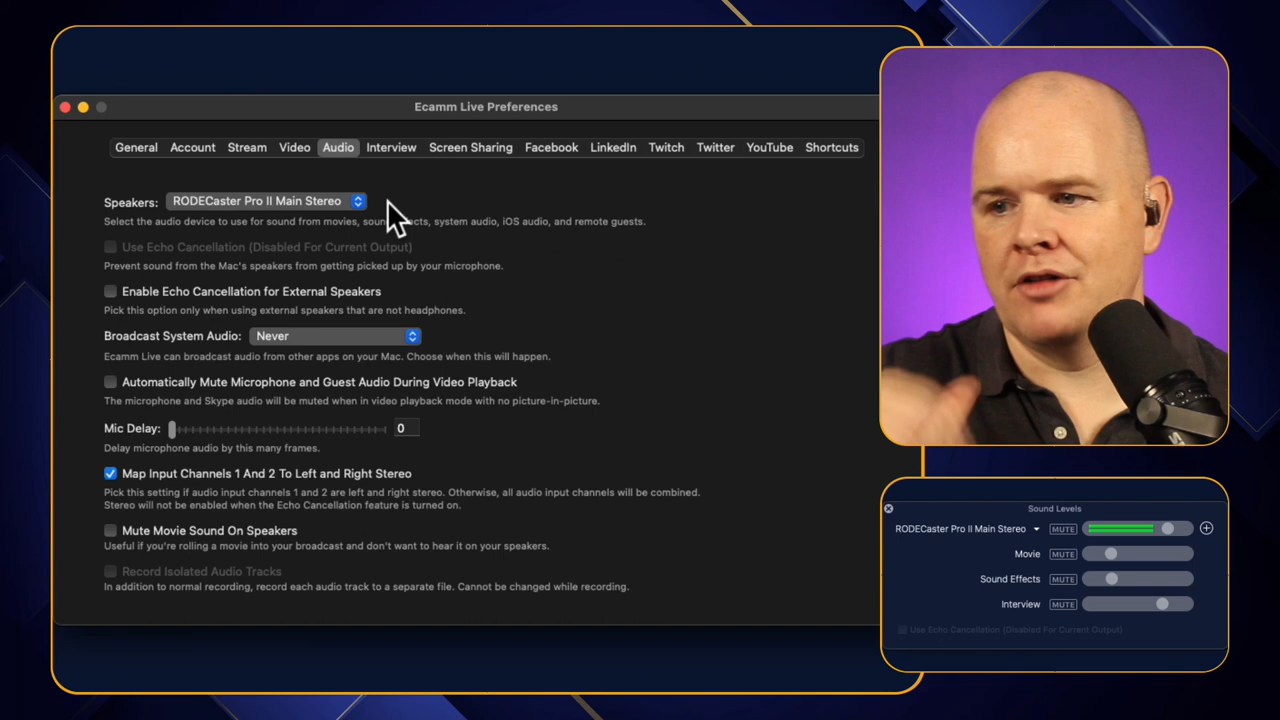 Ecamm Live Preferences
General Account Stream Video Audio Interview Screen Sharing Facebook LinkedIn Twitch Twitter YouTube Shortcuts
Speakers: RODECaster Pro II Main Stereo
Select the audio device to use for sound from movies, soun ects, system audio, iOS audio, and remote guests.
Use Echo Cancellation (Disabled For Current Output)
Prevent sound from the Mac's speakers from getting picked up by your microphone.
Enable Echo Cancellation for External Speakers
Pick this option only when using external speakers that are not headphones.
Broadcast System Audio: Never
Ecamm Live can broadcast audio from other apps on your Mac. Choose when this will happen.
Automatically Mute Microphone and Guest Audio During Video Playback
The microphone and Skype audio will be muted when in video playback mode with no picture-in-picture.
Mic Delay: 0
Delay microphone audio by this many frames.
Map Input Channels 1 And 2 To Left and Right Stereo
Pick this setting if audio input channels 1 and 2 are left and right stereo. Otherwise, all audio input channels will be combined.
Stereo will not be enabled when the Echo Cancellation feature is turned on.
Mute Movie Sound On Speakers
Useful if you're rolling a movie into your broadcast and don't want to hear it on your speakers.
Record Isolated Audio Tracks
In addition to normal recording, record each audio track to a separate file. Cannot be changed while recording.
Sound Levels
RODECaster Pro II Main Stereo MUTE
Movie MUTE
Sound Effects MUTE
Interview MUTE
Use Echo Cancellation (Disabled For Current Output)